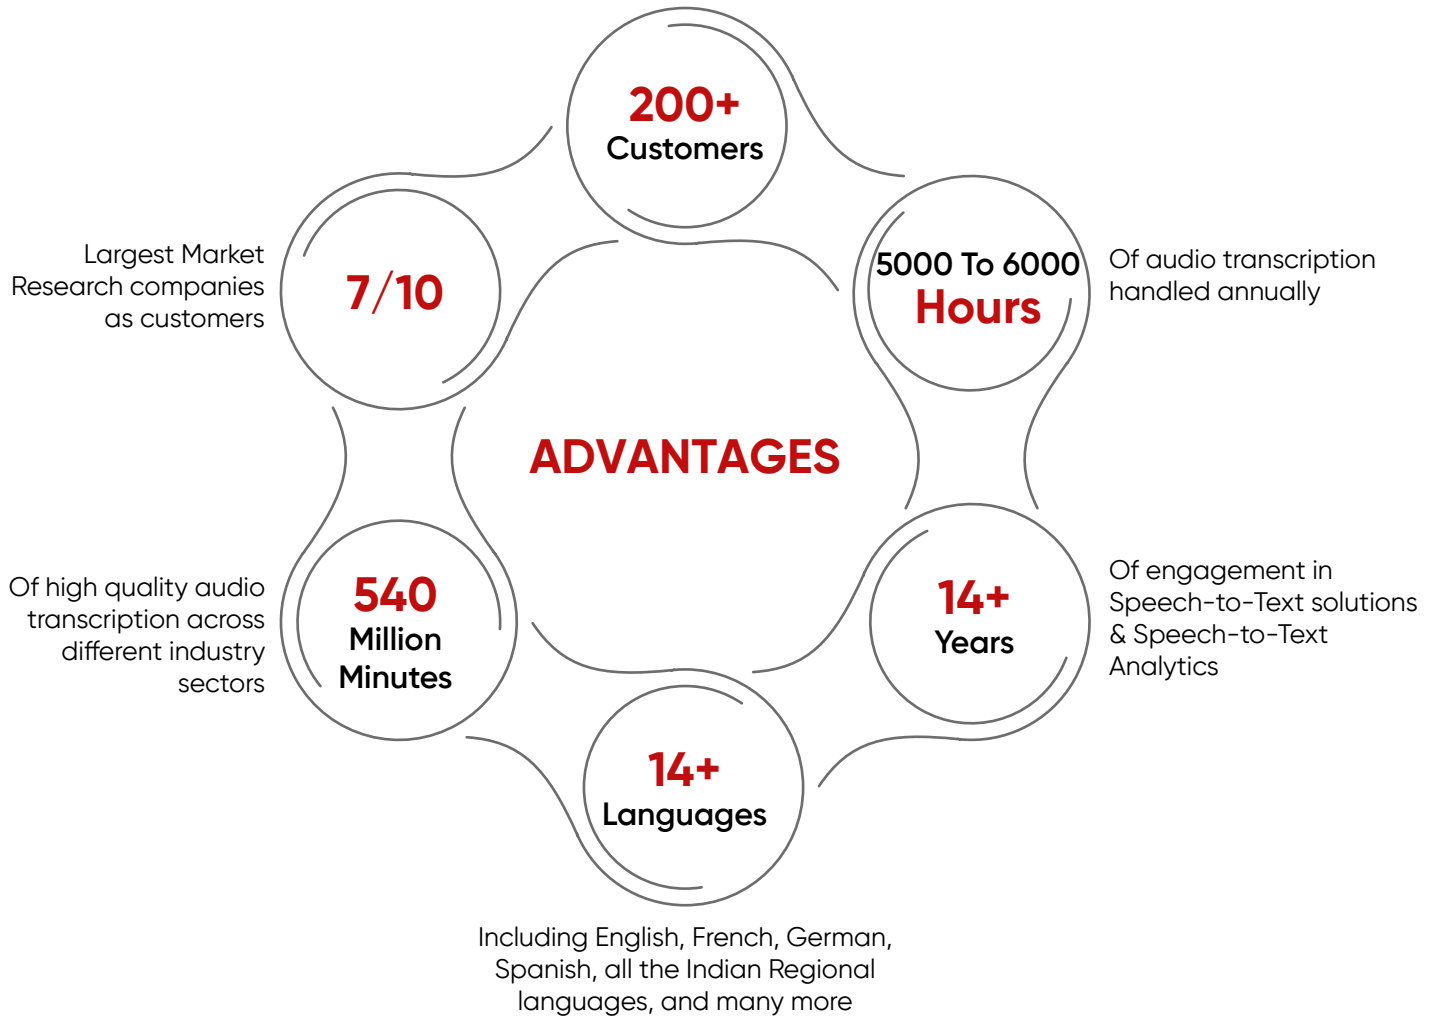 200+
Customers
5000 To 6000
Hours
Of audio transcription
handled annually
14+
Years
Of engagement in
Speech-to-Text solutions
& Speech-to-Text
Analytics
14+
Languages
Including English, French, German,
Spanish, all the Indian Regional
languages, and many more
540
Million
Minutes
Of high quality audio
transcription across
different industry
sectors
7/10
Largest Market
Research companies
as customers
ADVANTAGES